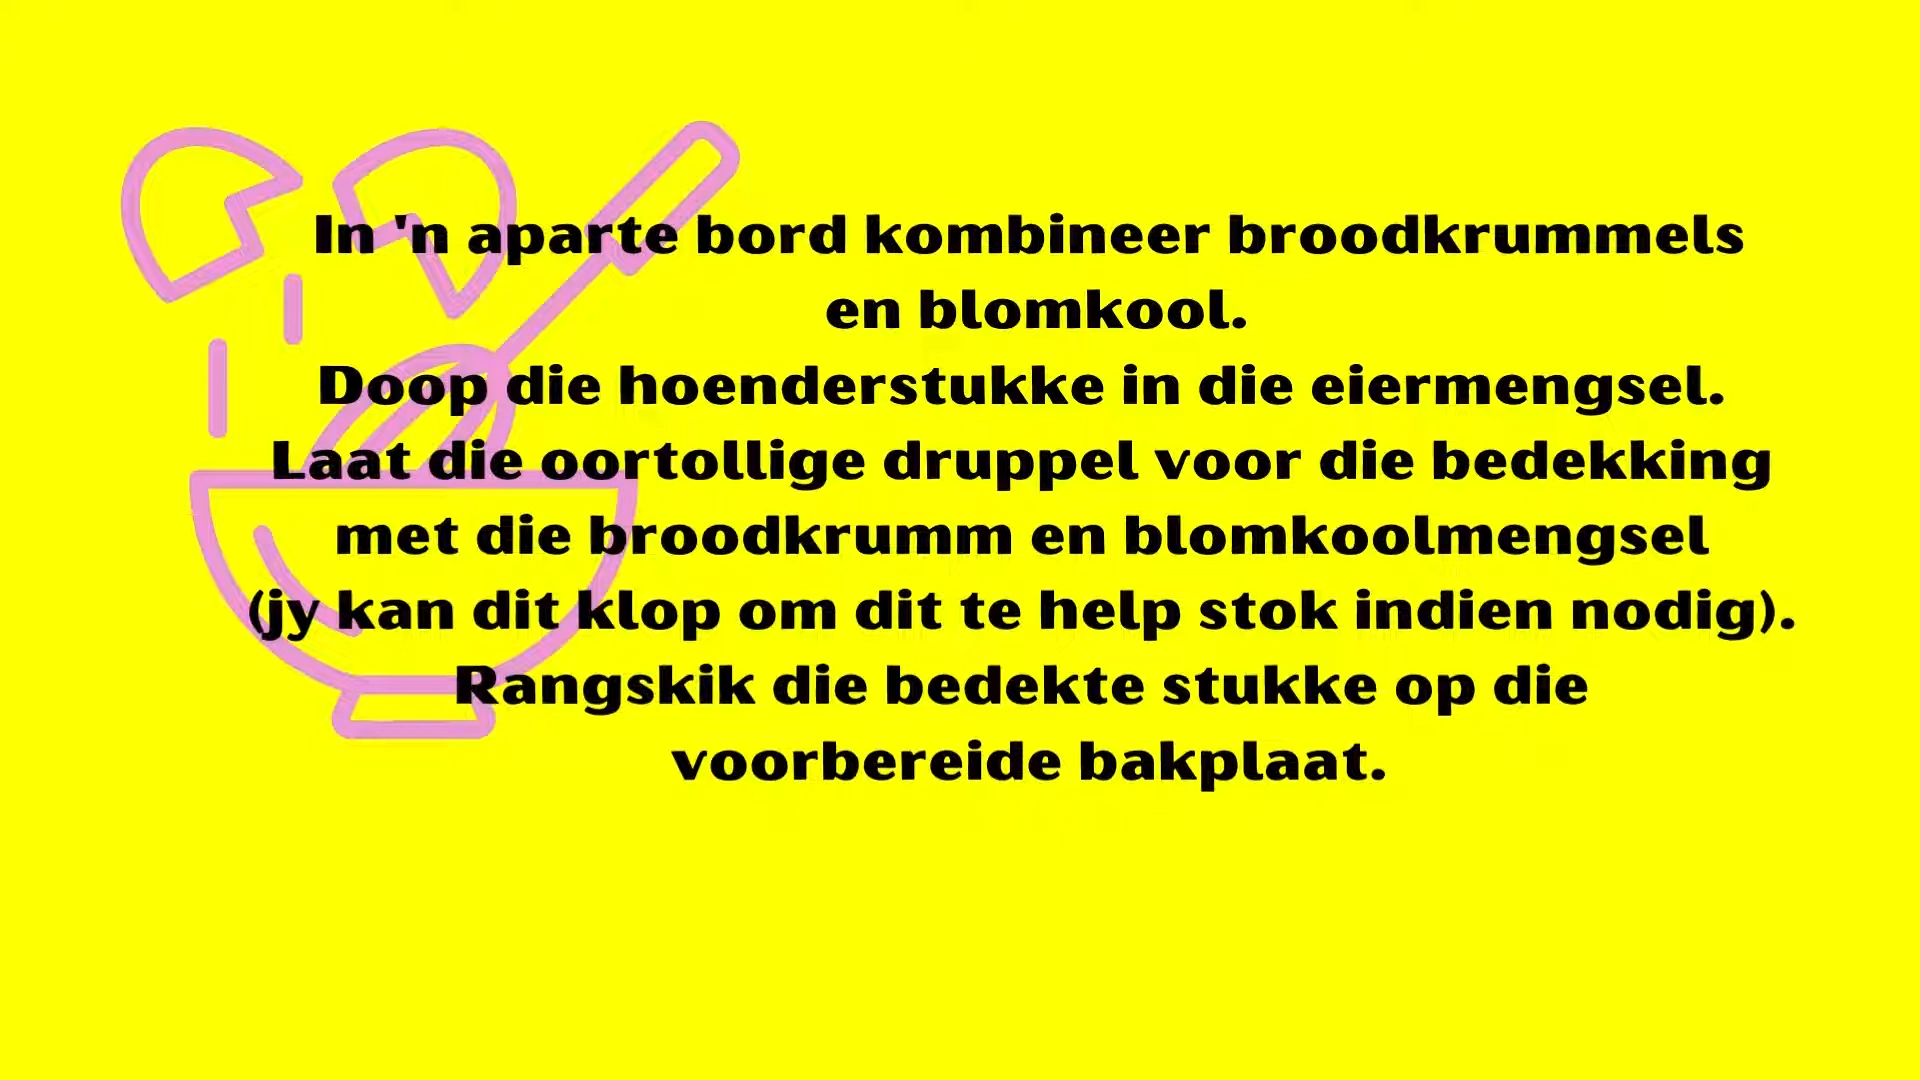 In 'n aparte bord kombineer broodkrummels
en blomkool.
Doop die hoenderstukke in die eiermengsel.
Laat die oortollige druppel voor die bedekking
met die broodkrumm en blomkoolmengsel
(jy kan dit klop om dit te help stok indien nodig).
Rangskik die bedekte stukke op die
voorbereide bakplaat.